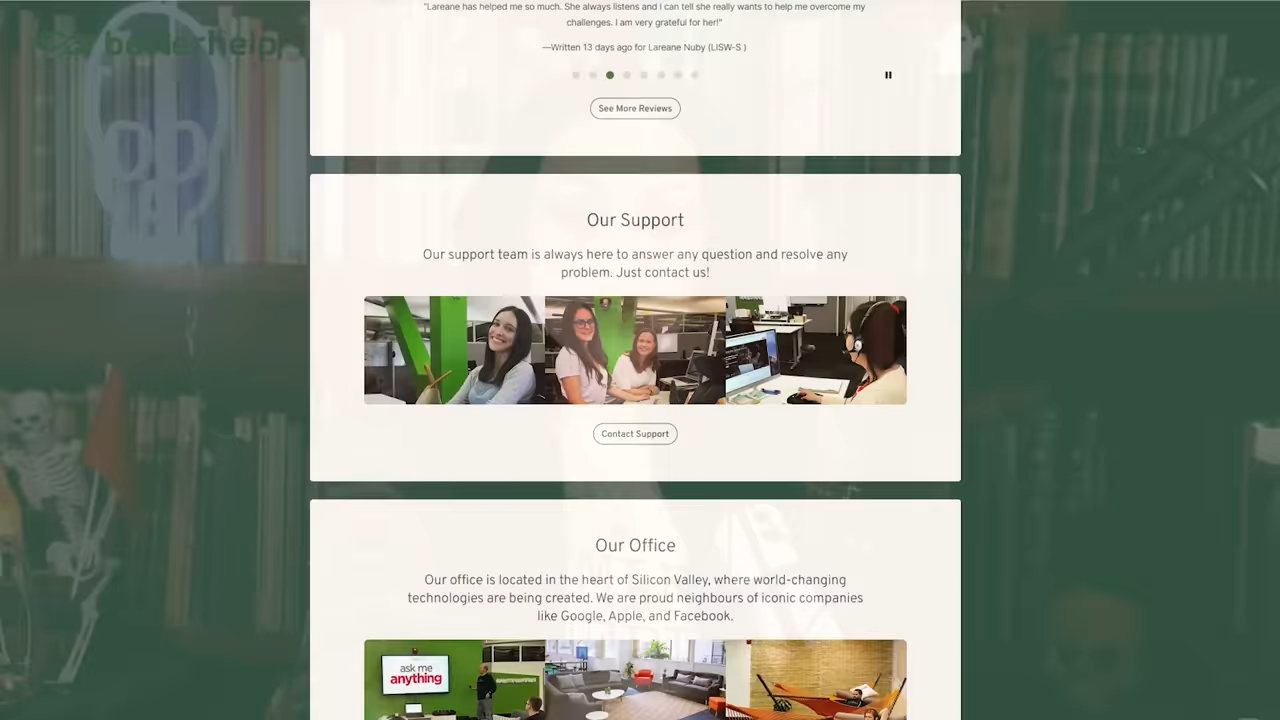 betterhelp
"Lareane has helped me so much. She always listens and I can tell she really wants to help me overcome my
challenges. I am very grateful for her!"
—Written 13 days ago for Lareane Nuby (LISW-S )
See More Reviews
Our Support
Our support team is always here to answer any question and resolve any
problem. Just contact us!
Contact Support
Our Office
Our office is located in the heart of Silicon Valley, where world-changing
technologies are being created. We are proud neighbours of iconic companies
like Google, Apple, and Facebook.
ask me
anything